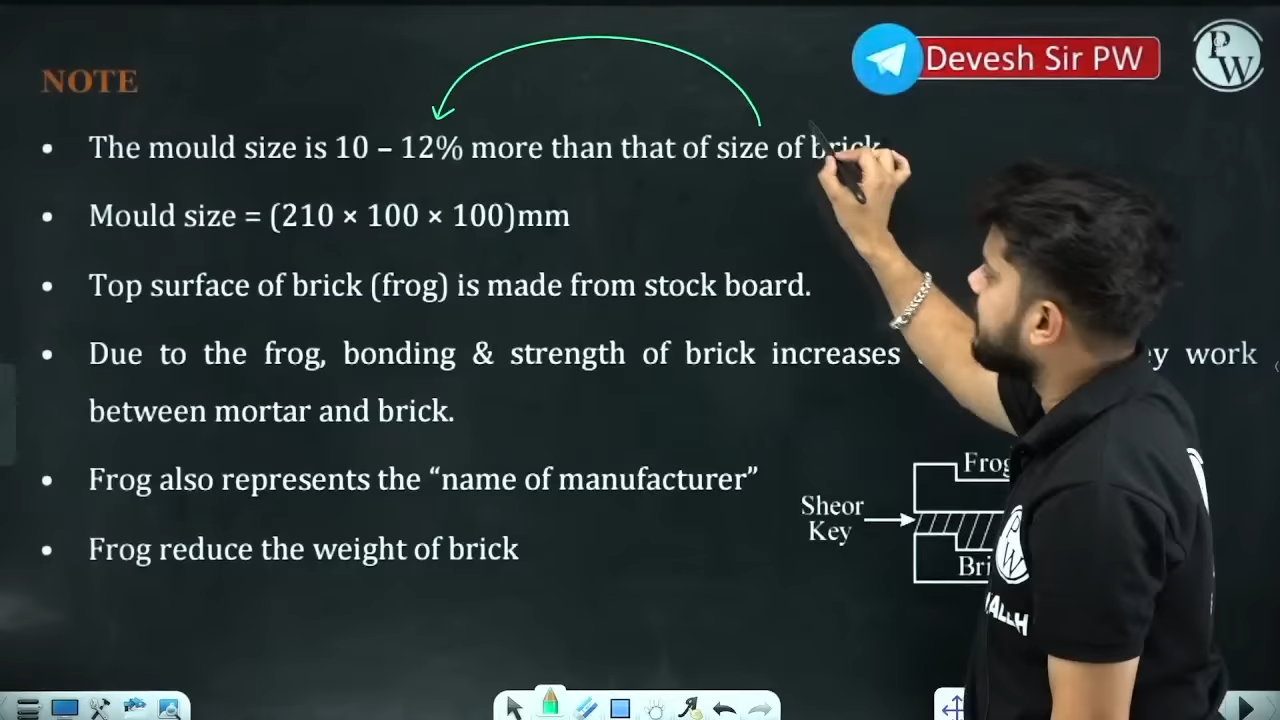 Devesh Sir PW
PW
NOTE
• The mould size is 10 – 12% more than that of size of brick
• Mould size = (210 × 100 × 100)mm
• Top surface of brick (frog) is made from stock board.
• Due to the frog, bonding & strength of brick increases work
between mortar and brick.
• Frog also represents the “name of manufacturer”
• Frog reduce the weight of brick
Frog
Sheor
Key
PW